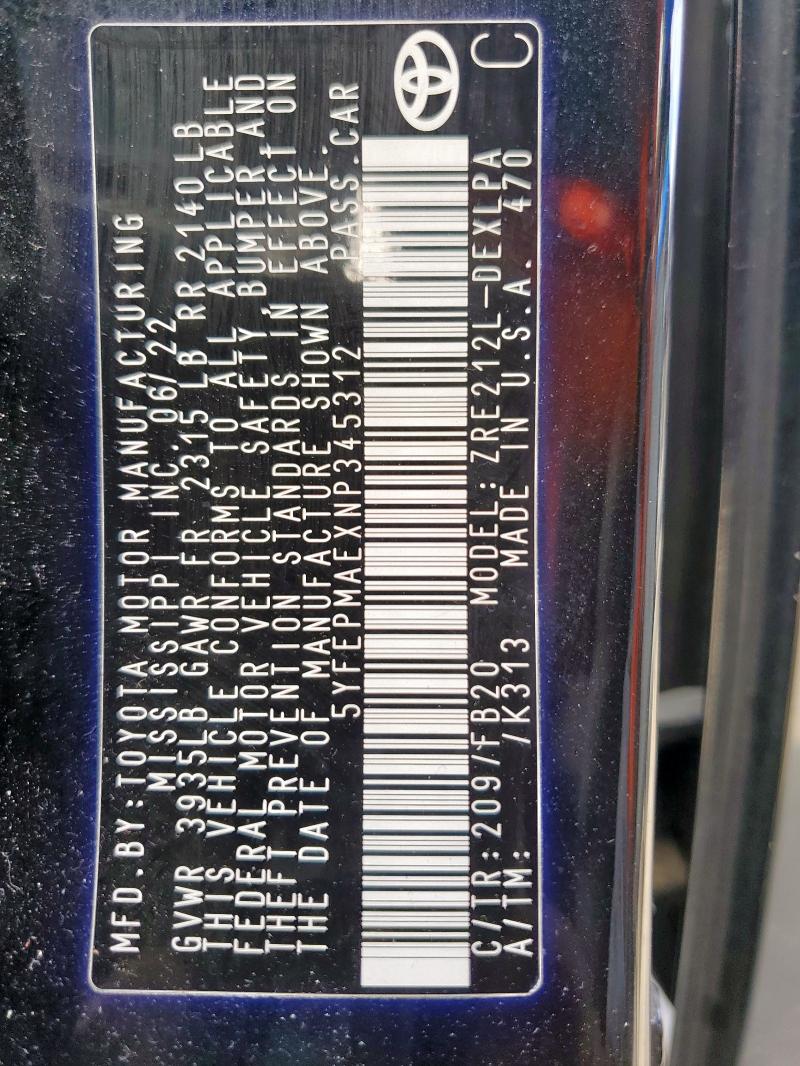 MFD.BY:TOYOTA MOTOR MANUFACTURING
MISSISSIPPI INC. 06/22
GVWR 3935LB GAWR FR 2315 LB RR 2140LB
THIS VEHICLE CONFORMS TO ALL APPLICABLE
FEDERAL MOTOR VEHICLE SAFETY, BUMPER AND
THEFT PREVENTION STANDARDS IN EFFECT ON
THE DATE OF MANUFACTURE SHOWN ABOVE.
5YFEPMAEXNP345312 PASS.CAR
C/TR:209/FB20 MODEL:ZRE212L-DEXLPA
A/TM: /K313 MADE IN U.S.A. 470
C